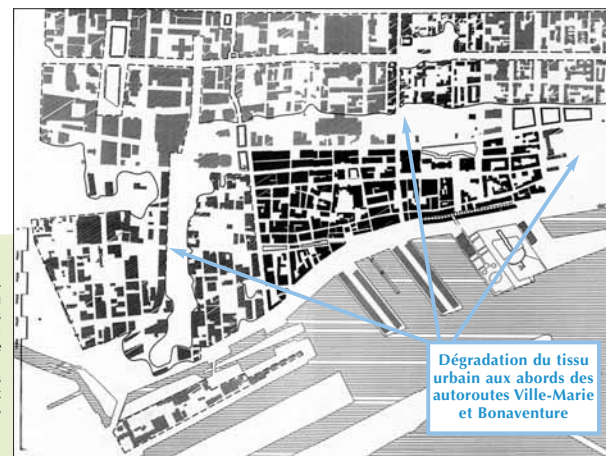 Dégradation du tissu
urbain aux abords des
autoroutes Ville-Marie
et Bonaventure